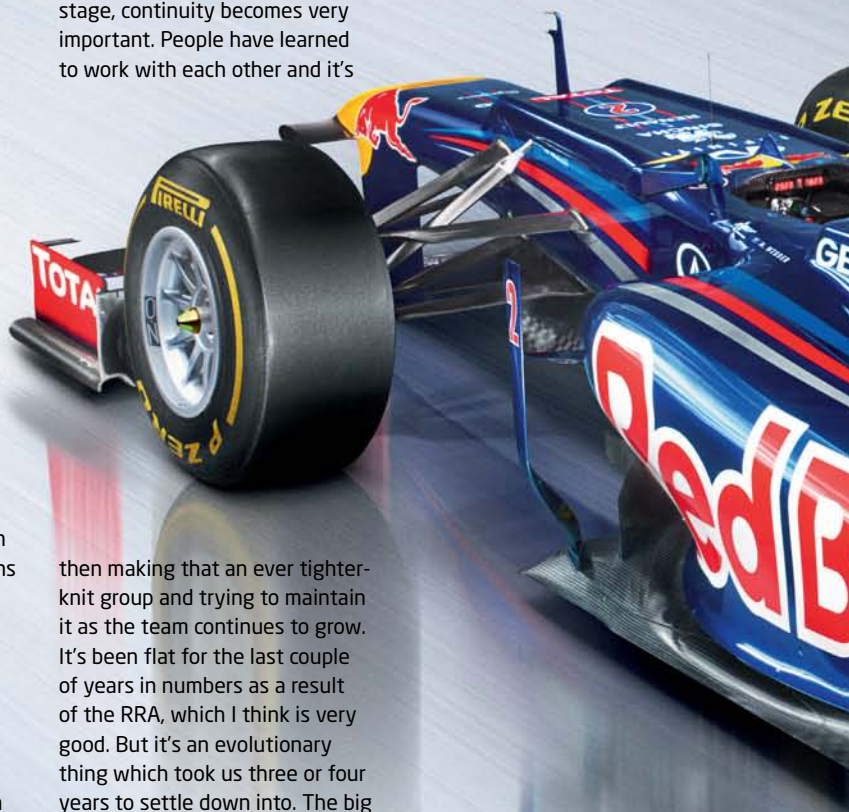 stage, continuity becomes very
important. People have learned
to work with each other and it's
then making that an ever tighter-
knit group and trying to maintain
it as the team continues to grow.
It's been flat for the last couple
of years in numbers as a result
of the RRA, which I think is very
good. But it's an evolutionary
thing which took us three or four
years to settle down into. The big
PIRELLI
P ZERO
TOTA
OZ
2
2
GE
RedB
ZE